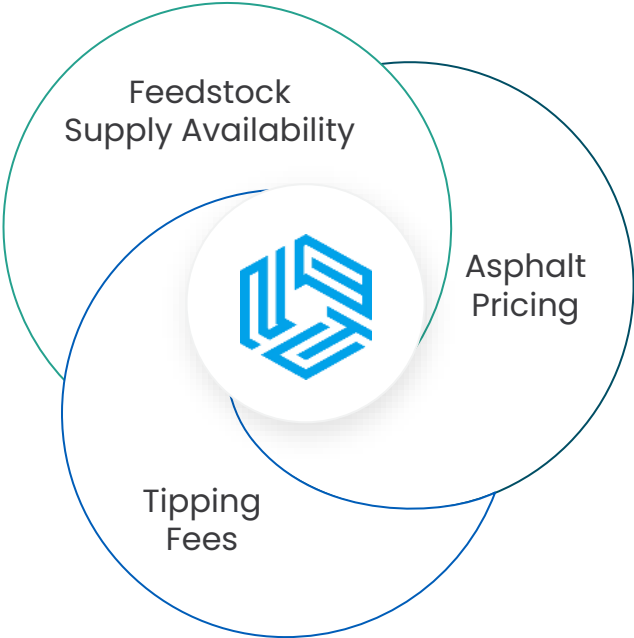 Feedstock
Supply Availability
Asphalt
Pricing
Tipping
Fees